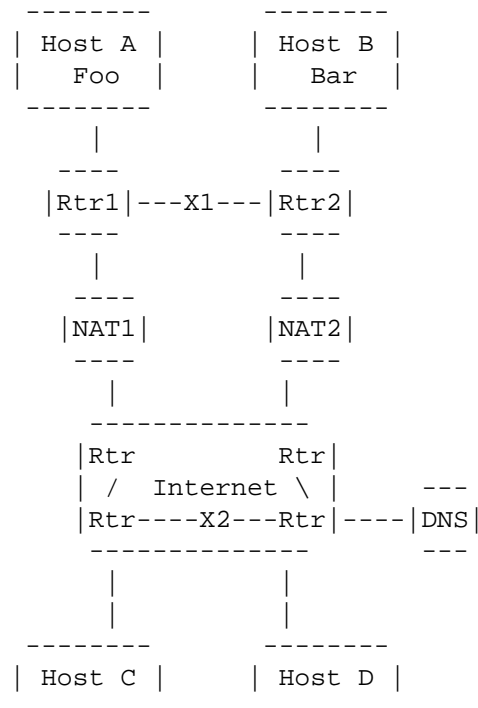 --------        --------
| Host A |      | Host B |
|   Foo  |      |   Bar  |
 --------        --------
     |               |
   ----            ----
  |Rtr1|---X1---|Rtr2|
   ----            ----
     |              |
    ----          ----
   |NAT1|        |NAT2|
    ----          ----
      |            |
     --------------
    |Rtr        Rtr|
    | /  Internet \ |     ---
    |Rtr----X2---Rtr|----|DNS|
     --------------       ---
      |            |
      |            |
 --------        --------
| Host C |      | Host D |